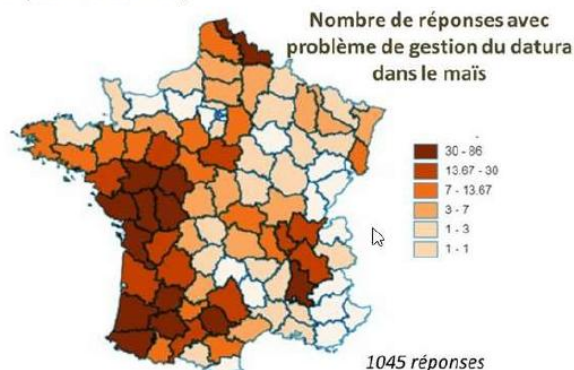 Nombre de réponses avec
problème de gestion du datura
dans le maïs
30 - 86
13.67 - 30
7 - 13.67
3 - 7
1 - 3
1 - 1
1045 réponses